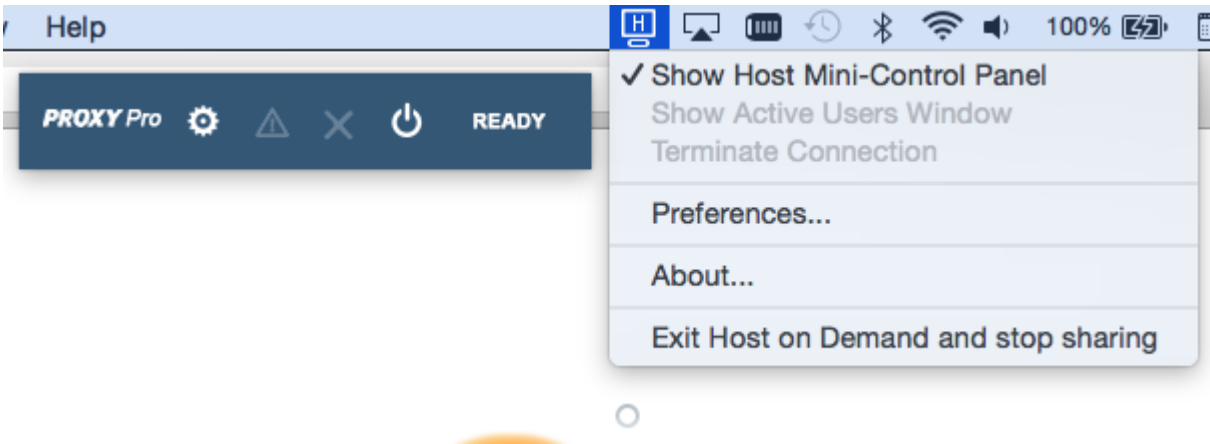 Help
H
100%
✓ Show Host Mini-Control Panel
Show Active Users Window
Terminate Connection
PROXY Pro READY
Preferences...
About...
Exit Host on Demand and stop sharing